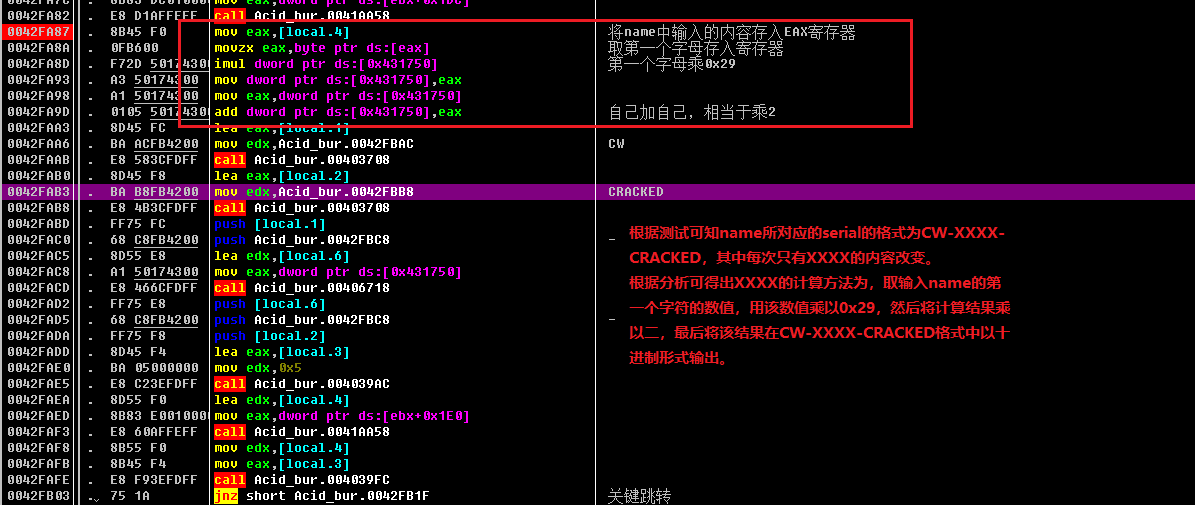 0042FA82 . E8 D1AFFEFF call Acid_bur.0041AA58
0042FA87 . 8B45 F0 mov eax,[local.4] 将name中输入的内容存入EAX寄存器
0042FA8A . 0FB600 movzx eax,byte ptr ds:[eax] 取第一个字母存入寄存器
0042FA8D . F72D 50174300 imul dword ptr ds:[0x431750] 第一个字母乘0x29
0042FA93 . A3 50174300 mov dword ptr ds:[0x431750],eax
0042FA98 . A1 50174300 mov eax,dword ptr ds:[0x431750]
0042FA9D . 0105 50174300 add dword ptr ds:[0x431750],eax 自己加自己，相当于乘2
0042FAA3 . 8D45 FC lea eax,[local.1]
0042FAA6 . BA ACFB4200 mov edx,Acid_bur.0042FBAC CW
0042FAAB . E8 583CFDFF call Acid_bur.00403708
0042FAB0 . 8D45 F8 lea eax,[local.2]
0042FAB3 . BA B8FB4200 mov edx,Acid_bur.0042FBB8 CRACKED
0042FAB8 . E8 4B3CFDFF call Acid_bur.00403708
0042FABD . FF75 FC push [local.1]
0042FAC0 . 68 C8FB4200 push Acid_bur.0042FBC8 -
0042FAC5 . 8D55 E8 lea edx,[local.6]
0042FAC8 . A1 50174300 mov eax,dword ptr ds:[0x431750]
0042FACD . E8 466CFDFF call Acid_bur.00406718
0042FAD2 . FF75 E8 push [local.6]
0042FAD5 . 68 C8FB4200 push Acid_bur.0042FBC8 -
0042FADA . FF75 F8 push [local.2]
0042FADD . 8D45 F4 lea eax,[local.3]
0042FAE0 . BA 05000000 mov edx,0x5
0042FAE5 . E8 C23EFDFF call Acid_bur.004039AC
0042FAEA . 8D55 F0 lea edx,[local.4]
0042FAED . 8B83 E0010000 mov eax,dword ptr ds:[ebx+0x1E0]
0042FAF3 . E8 60AFFEFF call Acid_bur.0041AA58
0042FAF8 . 8B55 F0 mov edx,[local.4]
0042FAFB . 8B45 F4 mov eax,[local.3]
0042FAFE . E8 F93EFDFF call Acid_bur.004039FC
0042FB03 . 75 1A jnz short Acid_bur.0042FB1F 关键跳转
根据测试可知name所对应的serial的格式为CW-XXXX-
CRACKED，其中每次只有XXXX的内容改变。
根据分析可得出XXXX的计算方法为，取输入name的第
一个字符的数值，用该数值乘以0x29，然后将计算结果乘
以二，最后将该结果在CW-XXXX-CRACKED格式中以十
进制形式输出。